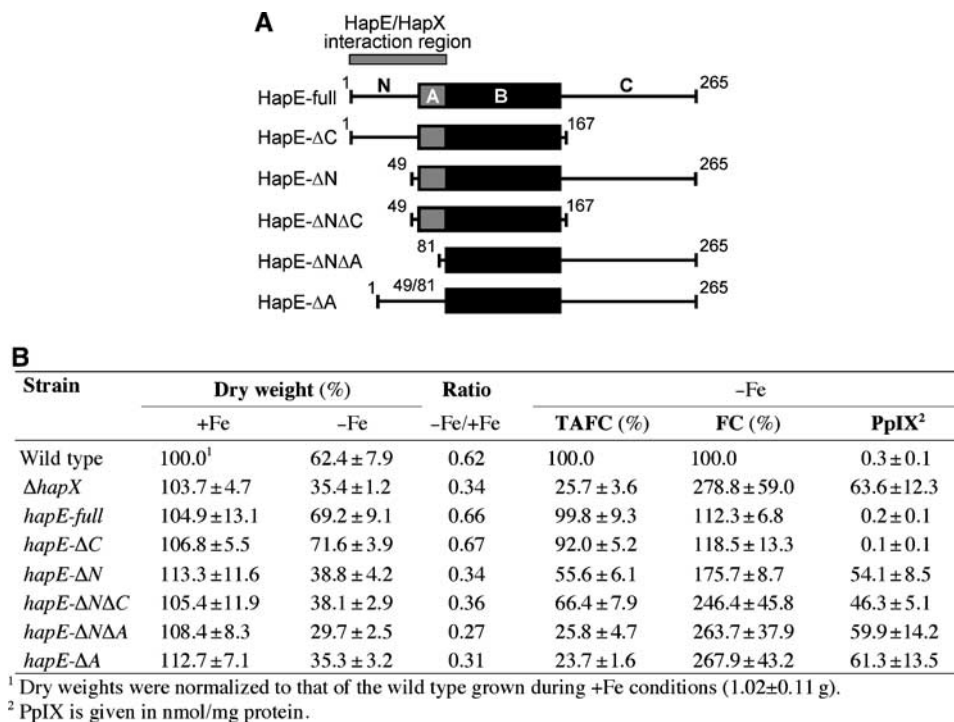 A
HapE/HapX
interaction region
1 N A B C 265
HapE-full
1 167
HapE-ΔC
49 265
HapE-ΔN
49 167
HapE-ΔNΔC
81 265
HapE-ΔNΔA
1 49/81 265
HapE-ΔA
B
Strain Dry weight (%) Ratio –Fe
+Fe –Fe –Fe/+Fe TAFC (%) FC (%) PpIX²
Wild type 100.0¹ 62.4 ± 7.9 0.62 100.0 100.0 0.3 ± 0.1
ΔhapX 103.7 ± 4.7 35.4 ± 1.2 0.34 25.7 ± 3.6 278.8 ± 59.0 63.6 ± 12.3
hapE-full 104.9 ± 13.1 69.2 ± 9.1 0.66 99.8 ± 9.3 112.3 ± 6.8 0.2 ± 0.1
hapE-ΔC 106.8 ± 5.5 71.6 ± 3.9 0.67 92.0 ± 5.2 118.5 ± 13.3 0.1 ± 0.1
hapE-ΔN 113.3 ± 11.6 38.8 ± 4.2 0.34 55.6 ± 6.1 175.7 ± 8.7 54.1 ± 8.5
hapE-ΔNΔC 105.4 ± 11.9 38.1 ± 2.9 0.36 66.4 ± 7.9 246.4 ± 45.8 46.3 ± 5.1
hapE-ΔNΔA 108.4 ± 8.3 29.7 ± 2.5 0.27 25.8 ± 4.7 263.7 ± 37.9 59.9 ± 14.2
hapE-ΔA 112.7 ± 7.1 35.3 ± 3.2 0.31 23.7 ± 1.6 267.9 ± 43.2 61.3 ± 13.5
¹ Dry weights were normalized to that of the wild type grown during +Fe conditions (1.02±0.11 g).
² PpIX is given in nmol/mg protein.